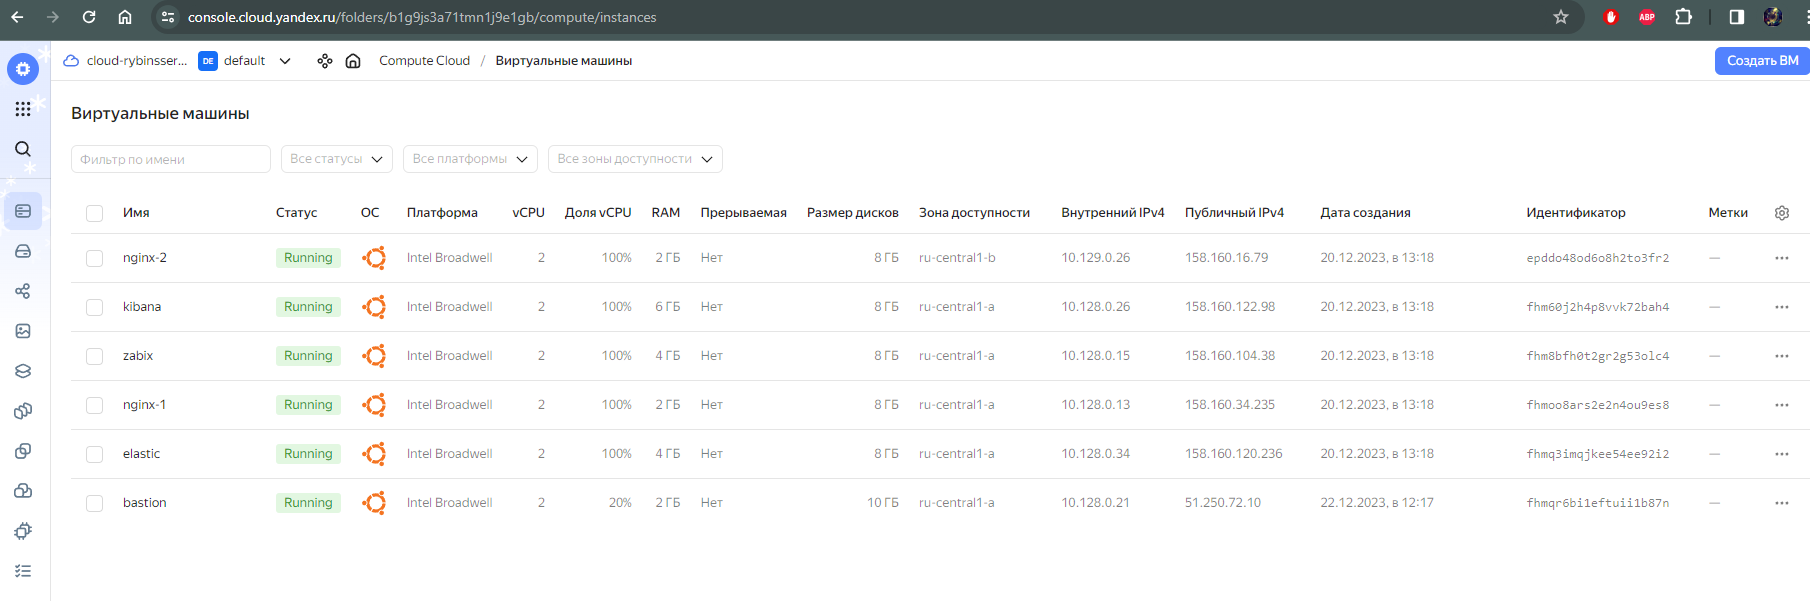 console.cloud.yandex.ru/folders/b1g9js3a71tmn1j9e1gb/compute/instances
ABP
cloud-rybinsser... DE default Compute Cloud / Виртуальные машины Создать ВМ
Виртуальные машины
Фильтр по имени Все статусы Все платформы Все зоны доступности
Имя Статус ОС Платформа vCPU Доля vCPU RAM Прерываемая Размер дисков Зона доступности Внутренний IPv4 Публичный IPv4 Дата создания Идентификатор Метки
nginx-2 Running Intel Broadwell 2 100% 2 ГБ Нет 8 ГБ ru-central1-b 10.129.0.26 158.160.16.79 20.12.2023, в 13:18 epddo48od6o8h2to3fr2 —
kibana Running Intel Broadwell 2 100% 6 ГБ Нет 8 ГБ ru-central1-a 10.128.0.26 158.160.122.98 20.12.2023, в 13:18 fhm60j2h4p8vvk72bah4 —
zabix Running Intel Broadwell 2 100% 4 ГБ Нет 8 ГБ ru-central1-a 10.128.0.15 158.160.104.38 20.12.2023, в 13:18 fhm8bfh0t2gr2g53olc4 —
nginx-1 Running Intel Broadwell 2 100% 2 ГБ Нет 8 ГБ ru-central1-a 10.128.0.13 158.160.34.235 20.12.2023, в 13:18 fhmoo8ars2e2n4ou9es8 —
elastic Running Intel Broadwell 2 100% 4 ГБ Нет 8 ГБ ru-central1-a 10.128.0.34 158.160.120.236 20.12.2023, в 13:18 fhmq3imqjkee54ee92i2 —
bastion Running Intel Broadwell 2 20% 2 ГБ Нет 10 ГБ ru-central1-a 10.128.0.21 51.250.72.10 22.12.2023, в 12:17 fhmqr6bi1eftuii1b87n —